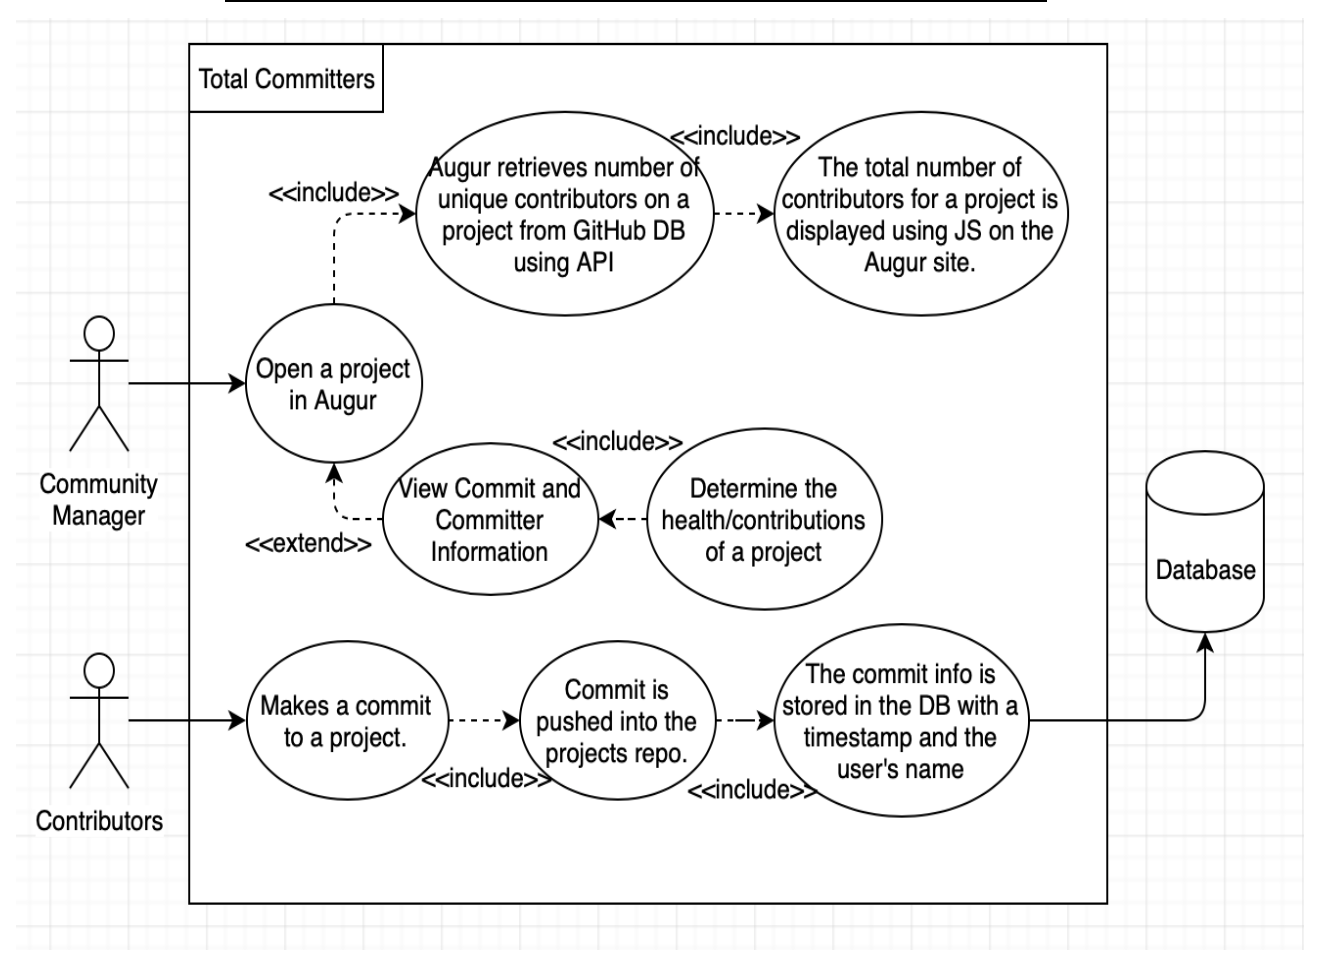 Total Committers
<<include>>
Augur retrieves number of
unique contributors on a
project from GitHub DB
using API
<<include>>
The total number of
contributors for a project is
displayed using JS on the
Augur site.
Open a project
in Augur
Community
Manager
<<extend>>
View Commit and
Committer
Information
<<include>>
Determine the
health/contributions
of a project
Database
Contributors
Makes a commit
to a project.
<<include>>
Commit is
pushed into the
projects repo.
<<include>>
The commit info is
stored in the DB with a
timestamp and the
user's name